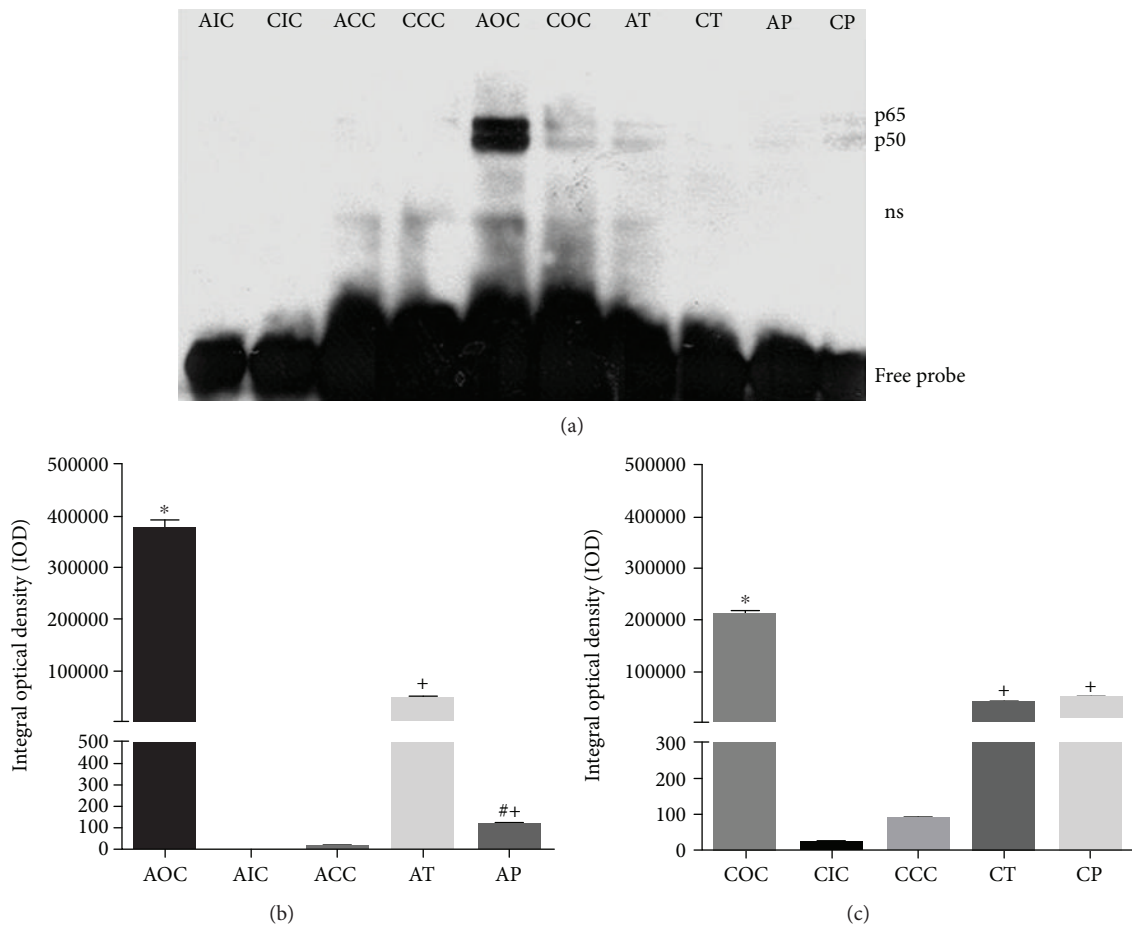 AIC CIC ACC CCC AOC COC AT CT AP CP
p65
p50
ns
Free probe
(a)
Integral optical density (IOD)
500000
400000
300000
200000
100000
500
400
300
200
100
0
*
+
#+
AOC AIC ACC AT AP
(b)
Integral optical density (IOD)
500000
400000
300000
200000
100000
300
200
100
0
*
+
+
COC CIC CCC CT CP
(c)